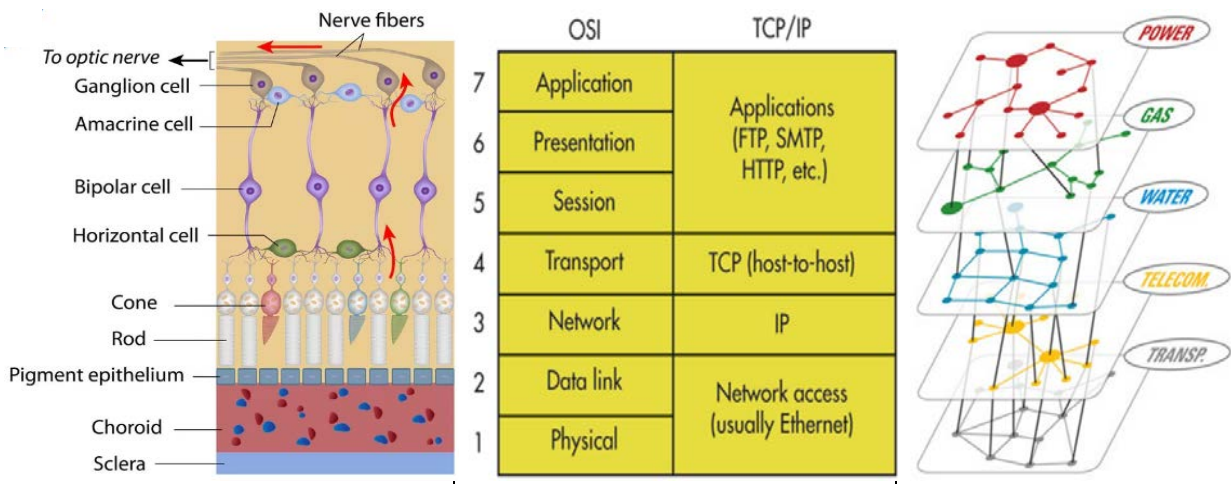 Nerve fibers
To optic nerve
Ganglion cell
Amacrine cell
Bipolar cell
Horizontal cell
Cone
Rod
Pigment epithelium
Choroid
Sclera
OSI TCP/IP
7 Application
6 Presentation
5 Session
Applications
(FTP, SMTP,
HTTP, etc.)
4 Transport TCP (host-to-host)
3 Network IP
2 Data link
1 Physical
Network access
(usually Ethernet)
POWER
GAS
WATER
TELECOM.
TRANSP.